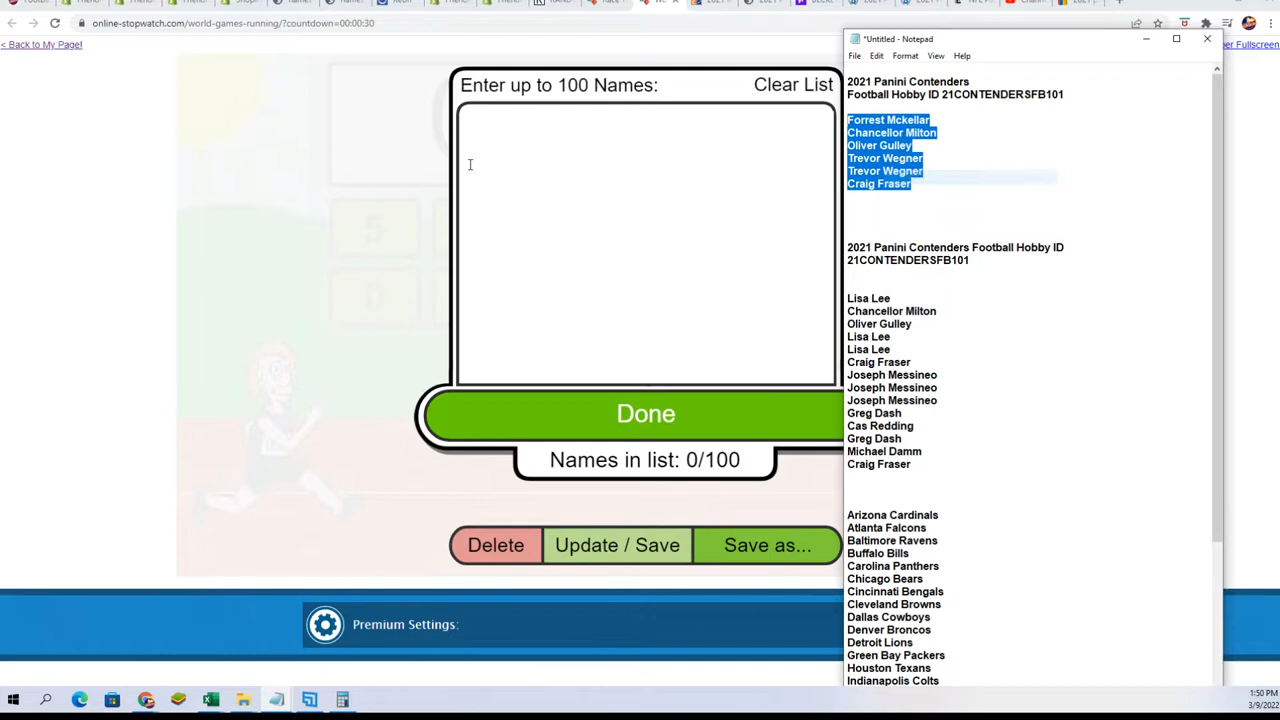 online-stopwatch.com/world-games-running/?countdown=00:00:30
< Back to My Page!
Enter up to 100 Names:
Clear List
Done
Names in list: 0/100
Delete
Update / Save
Save as...
Premium Settings:
*Untitled - Notepad
File Edit Format View Help
2021 Panini Contenders
Football Hobby ID 21CONTENDERSFB101
Forrest Mckellar
Chancellor Milton
Oliver Gulley
Trevor Wegner
Trevor Wegner
Craig Fraser
2021 Panini Contenders Football Hobby ID
21CONTENDERSFB101
Lisa Lee
Chancellor Milton
Oliver Gulley
Lisa Lee
Lisa Lee
Craig Fraser
Joseph Messineo
Joseph Messineo
Joseph Messineo
Greg Dash
Cas Redding
Greg Dash
Michael Damm
Craig Fraser
Arizona Cardinals
Atlanta Falcons
Baltimore Ravens
Buffalo Bills
Carolina Panthers
Chicago Bears
Cincinnati Bengals
Cleveland Browns
Dallas Cowboys
Denver Broncos
Detroit Lions
Green Bay Packers
Houston Texans
Indianapolis Colts
Fullscreen
1:50 PM
3/9/2022